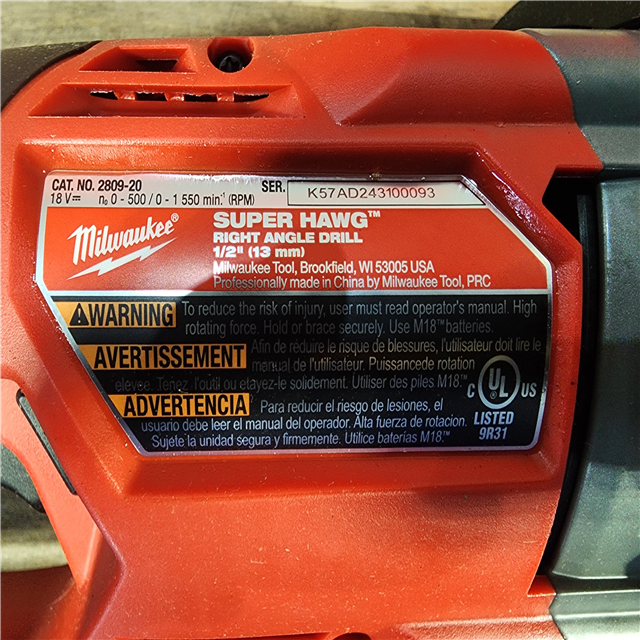 CAT. NO. 2809-20 SER. K57AD243100093
18 V⎓ n₀ 0 - 500 / 0 - 1 550 min⁻¹ (RPM)
Milwaukee®
SUPER HAWG™
RIGHT ANGLE DRILL
1/2" (13 mm)
Milwaukee Tool, Brookfield, WI 53005 USA
Professionally made in China by Milwaukee Tool, PRC
WARNING To reduce the risk of injury, user must read operator's manual. High
rotating force. Hold or brace securely. Use M18™ batteries.
AVERTISSEMENT Afin de réduire le risque de blessures, l'utilisateur doit lire le
manuel de l'utilisateur. Puissancede rotation
élevée. Tenez l'outil ou étayez-le solidement. Utiliser des piles M18™.
ADVERTENCIA Para reducir el riesgo de lesiones, el
usuario debe leer el manual del operador. Alta fuerza de rotacion.
Sujete la unidad segura y firmemente. Utilice baterías M18.™
C UL US
LISTED
9R31